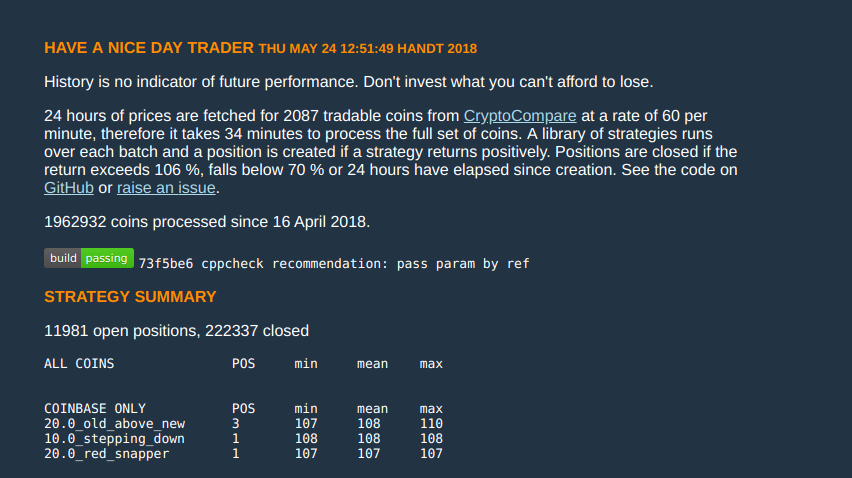 HAVE A NICE DAY TRADER THU MAY 24 12:51:49 HANDT 2018
History is no indicator of future performance. Don't invest what you can't afford to lose.
24 hours of prices are fetched for 2087 tradable coins from CryptoCompare at a rate of 60 per
minute, therefore it takes 34 minutes to process the full set of coins. A library of strategies runs
over each batch and a position is created if a strategy returns positively. Positions are closed if the
return exceeds 106 %, falls below 70 % or 24 hours have elapsed since creation. See the code on
GitHub or raise an issue.
1962932 coins processed since 16 April 2018.
build passing 73f5be6 cppcheck recommendation: pass param by ref
STRATEGY SUMMARY
11981 open positions, 222337 closed
ALL COINS POS min mean max
COINBASE ONLY POS min mean max
20.0_old_above_new 3 107 108 110
10.0_stepping_down 1 108 108 108
20.0_red_snapper 1 107 107 107